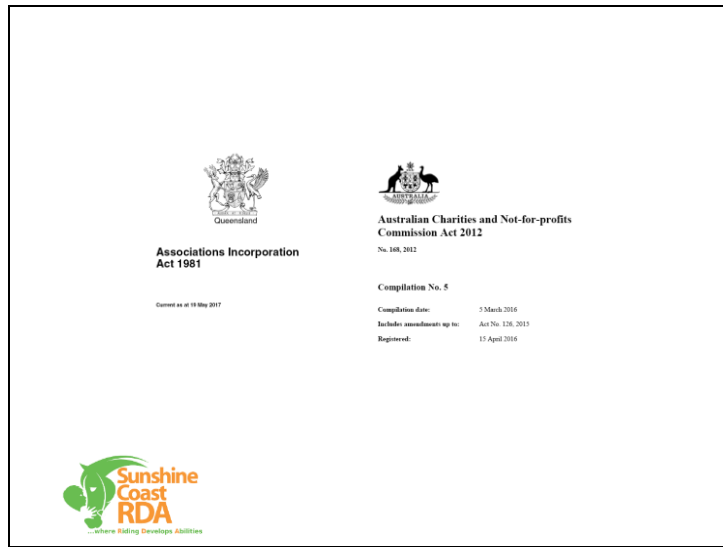 Queensland
Associations Incorporation
Act 1981
Current as at 10 May 2017
AUSTRALIA
Australian Charities and Not-for-profits
Commission Act 2012
No. 168, 2012
Compilation No. 5
Compilation date: 5 March 2016
Includes amendments up to: Act No. 126, 2015
Registered: 15 April 2016
Sunshine
Coast
RDA
...where Riding Develops Abilities